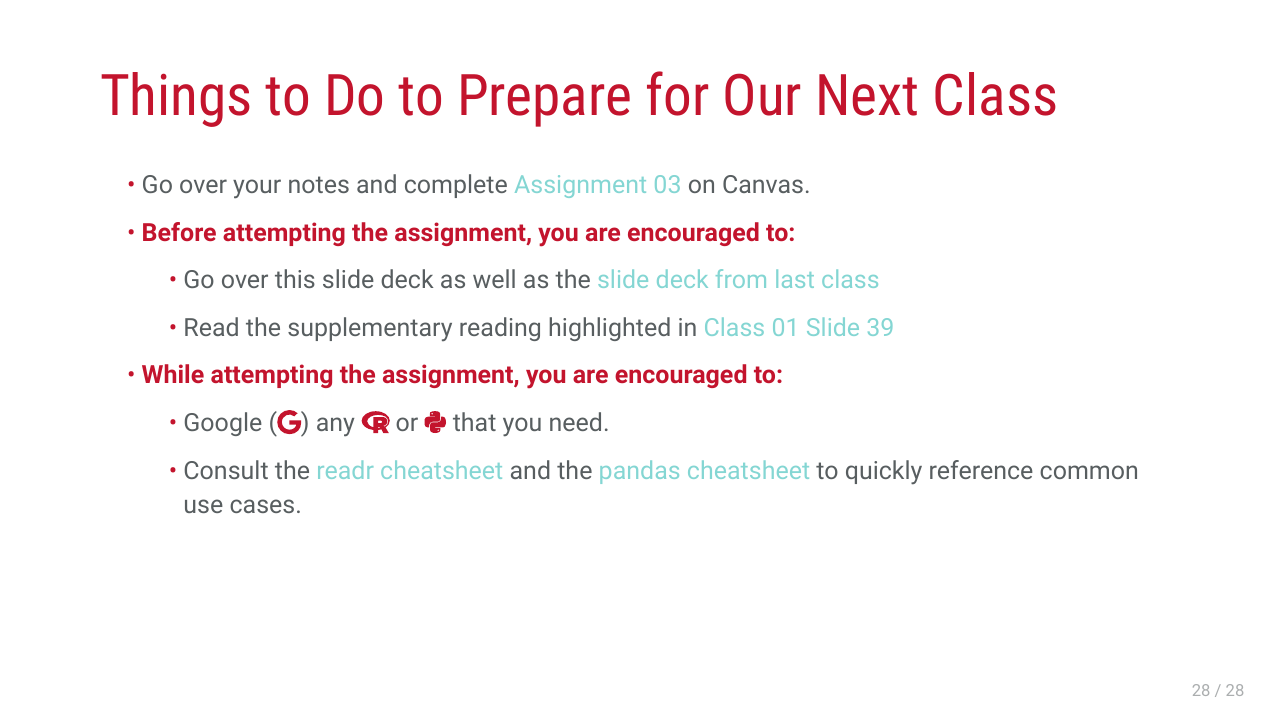 Things to Do to Prepare for Our Next Class
• Go over your notes and complete Assignment 03 on Canvas.
• Before attempting the assignment, you are encouraged to:
• Go over this slide deck as well as the slide deck from last class
• Read the supplementary reading highlighted in Class 01 Slide 39
• While attempting the assignment, you are encouraged to:
• Google (G) any R or that you need.
• Consult the readr cheatsheet and the pandas cheatsheet to quickly reference common
use cases.
28 / 28